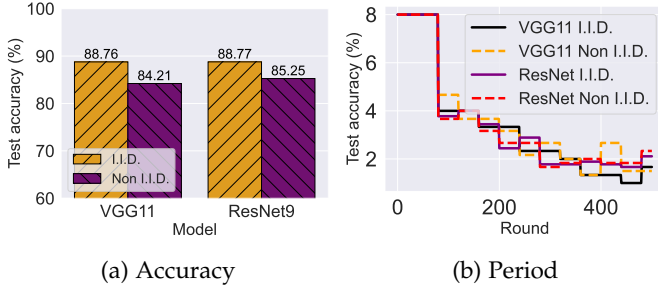 100
90
80
70
60
Test accuracy (%)
88.76
84.21
88.77
85.25
I.I.D.
Non I.I.D.
VGG11
ResNet9
Model
(a) Accuracy
8
6
4
2
Test accuracy (%)
VGG11 I.I.D.
VGG11 Non I.I.D.
ResNet I.I.D.
ResNet Non I.I.D.
0
200
400
Round
(b) Period